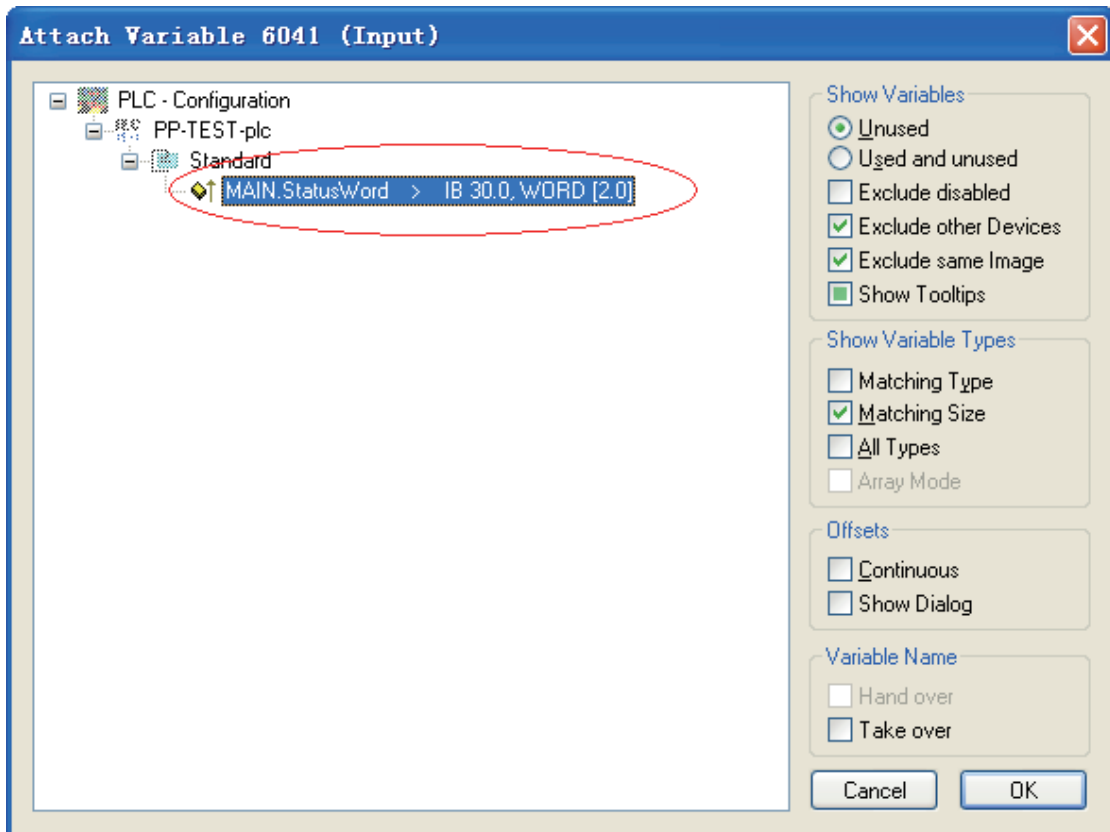 Attach Variable 6041 (Input)
PLC - Configuration
PP-TEST-plc
Standard
MAIN.StatusWord > IB 30.0, WORD [2.0]
Show Variables
Unused
Used and unused
Exclude disabled
Exclude other Devices
Exclude same Image
Show Tooltips
Show Variable Types
Matching Type
Matching Size
All Types
Array Mode
Offsets
Continuous
Show Dialog
Variable Name
Hand over
Take over
Cancel
OK